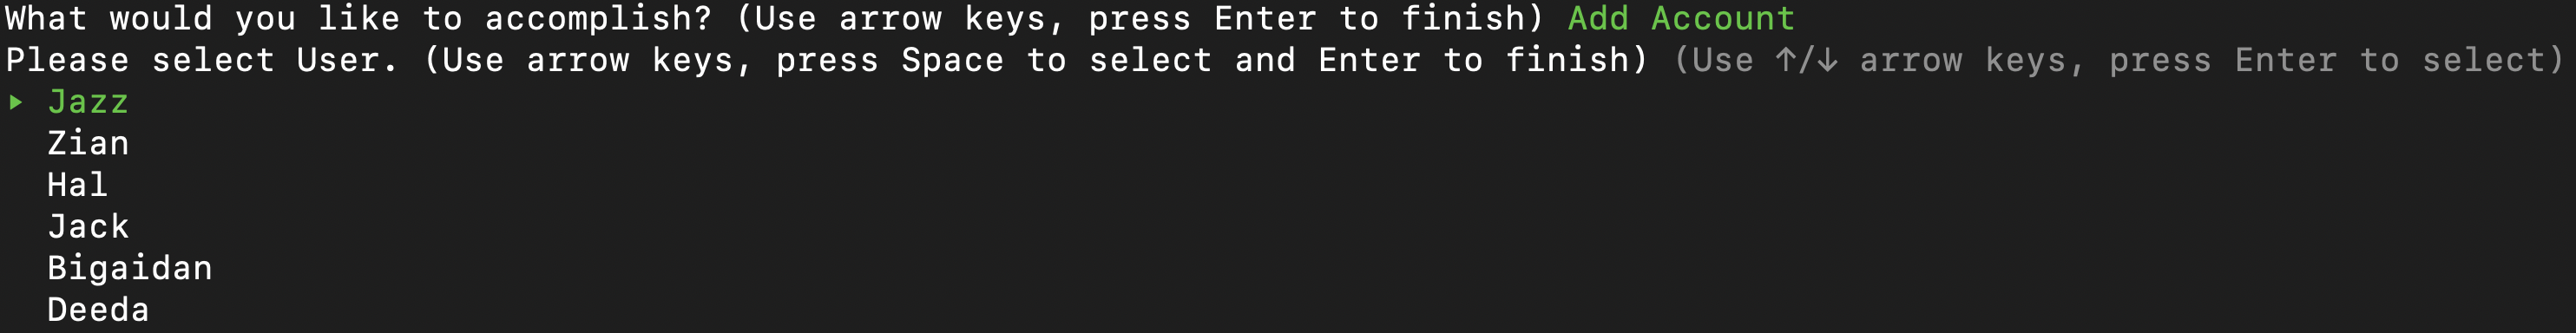 What would you like to accomplish? (Use arrow keys, press Enter to finish) Add Account
Please select User. (Use arrow keys, press Space to select and Enter to finish) (Use ↑/↓ arrow keys, press Enter to select)
‣ Jazz
Zian
Hal
Jack
Bigaidan
Deeda